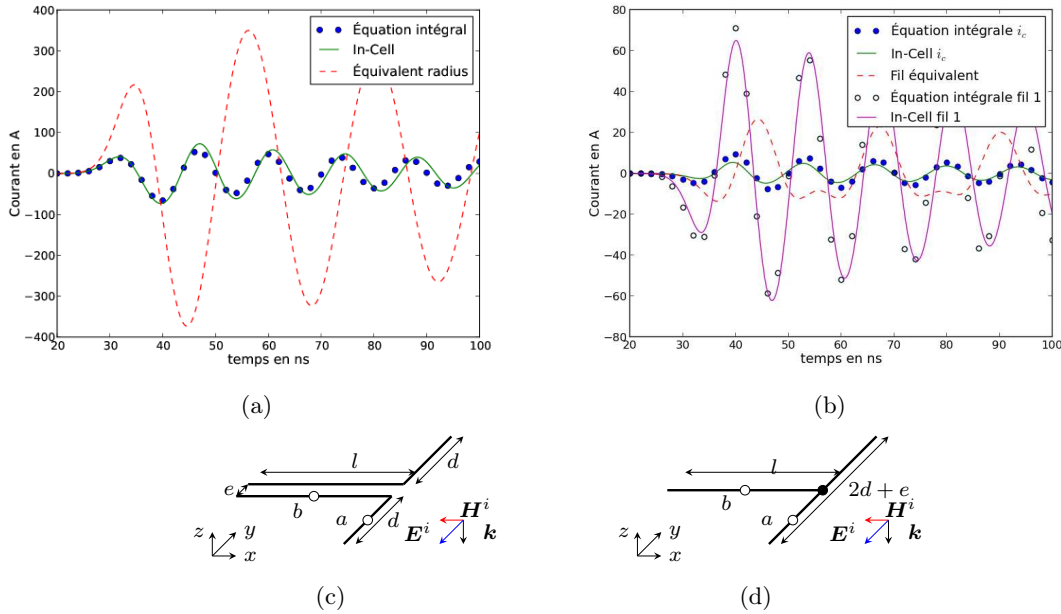 400
300
200
100
0
−100
−200
−300
−400
20 30 40 50 60 70 80 90 100
Courant en A
temps en ns
Équation intégral
In-Cell
Équivalent radius
(a)
80
60
40
20
0
−20
−40
−60
−80
20 30 40 50 60 70 80 90 100
Courant en A
temps en ns
Équation intégrale i_c
In-Cell i_c
Fil équivalent
Équation intégrale fil 1
In-Cell fil 1
(b)
l
d
e
b
a
d
H^i
E^i
k
z
y
x
(c)
l
b
2d + e
a
H^i
E^i
k
z
y
x
(d)